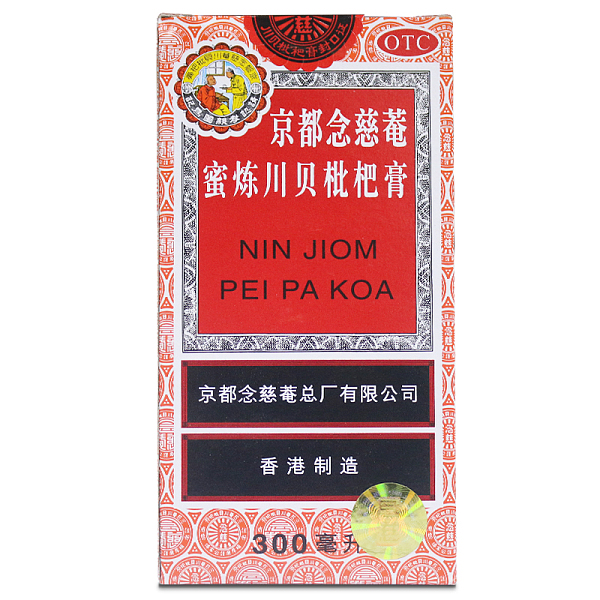 OTC
京都念慈菴
蜜炼川贝枇杷膏
NIN JIOM
PEI PA KOA
京都念慈菴总厂有限公司
香港制造
300毫升